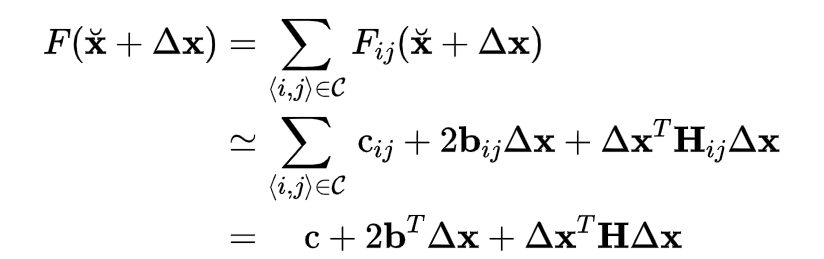 F(x̆ + Δx) = ∑_{⟨i,j⟩∈𝒞} F_{ij}(x̆ + Δx)
≃ ∑_{⟨i,j⟩∈𝒞} c_{ij} + 2b_{ij}Δx + Δx^T H_{ij}Δx
= c + 2b^T Δx + Δx^T HΔx